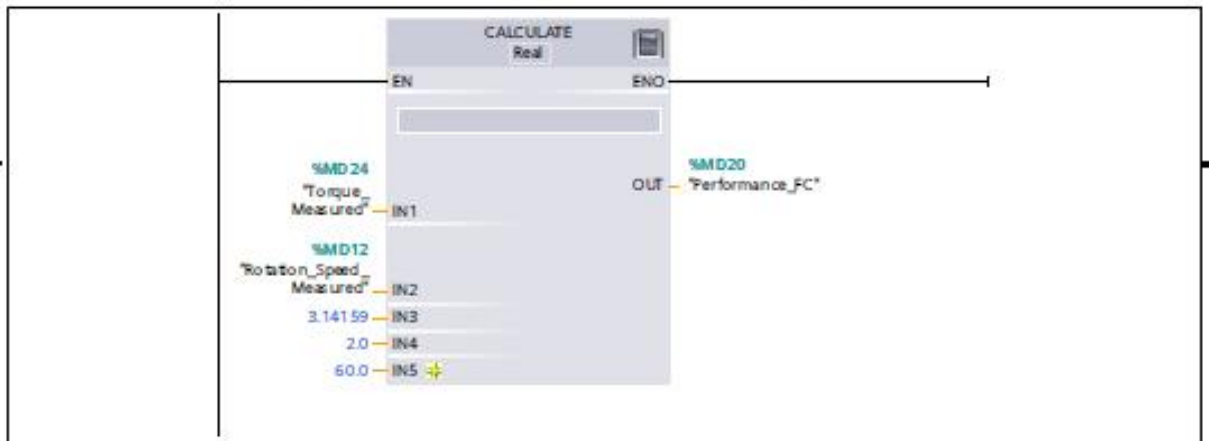 CALCULATE
Real
EN
ENO
%MD24
"Torque_
Measured"
IN1
%MD20
OUT
"Performance_FC"
%MD12
"Rotation_Speed_
Measured"
IN2
3.14159
IN3
2.0
IN4
60.0
IN5